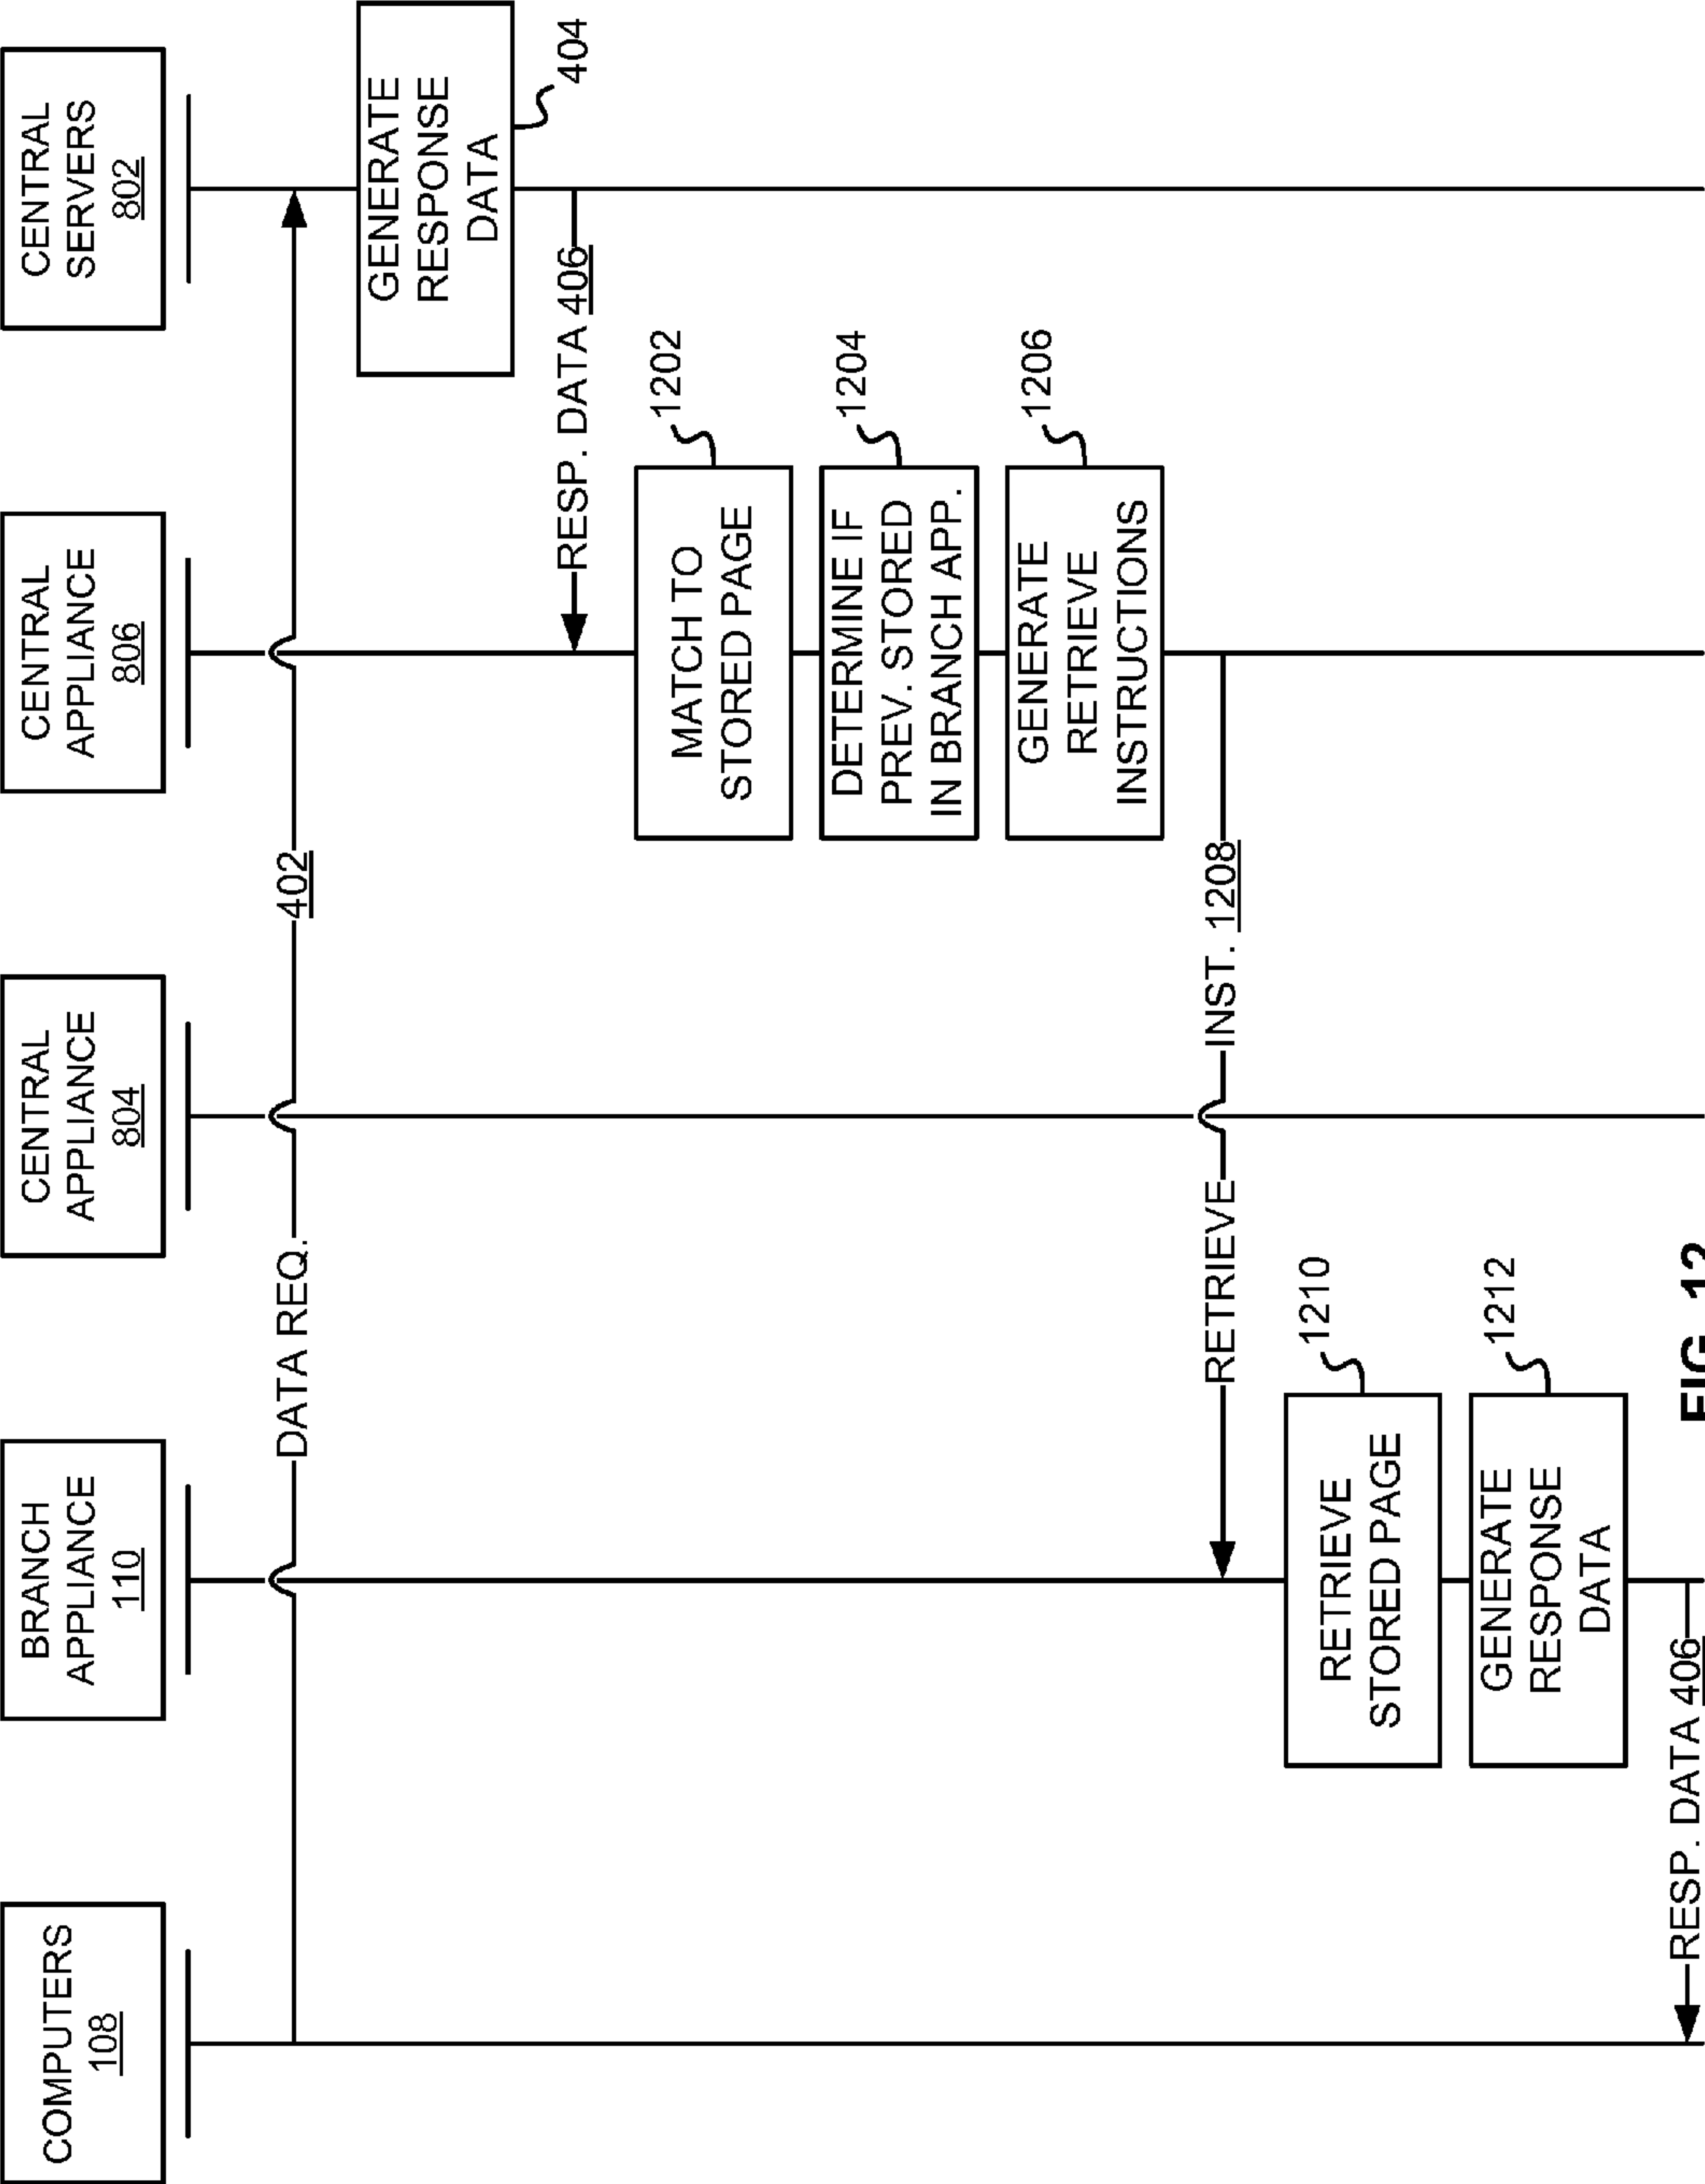 COMPUTERS
108
BRANCH
APPLIANCE
110
CENTRAL
APPLIANCE
804
CENTRAL
APPLIANCE
806
CENTRAL
SERVERS
802
DATA REQ. 402
GENERATE
RESPONSE
DATA
404
RESP. DATA 406
MATCH TO
STORED PAGE
1202
DETERMINE IF
PREV. STORED
IN BRANCH APP.
1204
GENERATE
RETRIEVE
INSTRUCTIONS
1206
RETRIEVE INST. 1208
RETRIEVE
STORED PAGE
1210
GENERATE
RESPONSE
DATA
1212
RESP. DATA 406
FIG. 12